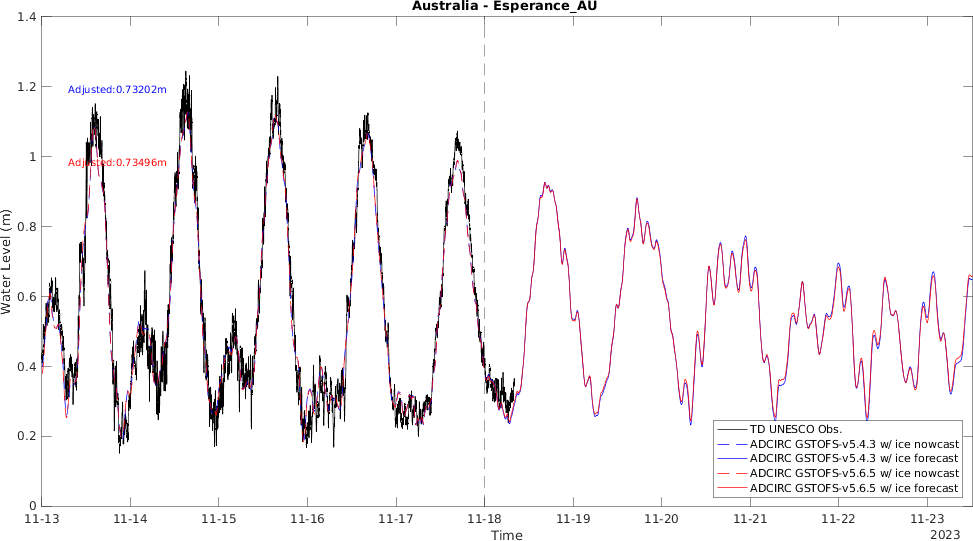 Australia - Esperance_AU
1.4
1.2
1
0.8
0.6
0.4
0.2
0
Water Level (m)
Adjusted:0.73202m
Adjusted:0.73496m
TD UNESCO Obs.
ADCIRC GSTOFS-v5.4.3 w/ ice nowcast
ADCIRC GSTOFS-v5.4.3 w/ ice forecast
ADCIRC GSTOFS-v5.6.5 w/ ice nowcast
ADCIRC GSTOFS-v5.6.5 w/ ice forecast
11-13 11-14 11-15 11-16 11-17 11-18 11-19 11-20 11-21 11-22 11-23
2023
Time